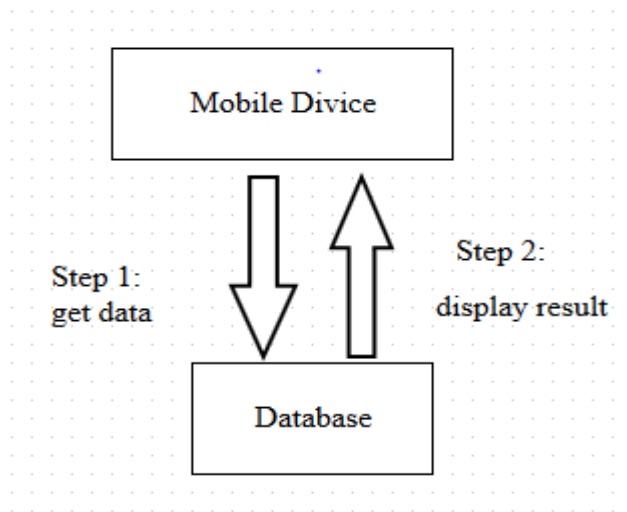 Mobile Divice
Step 1:
get data
Step 2:
display result
Database